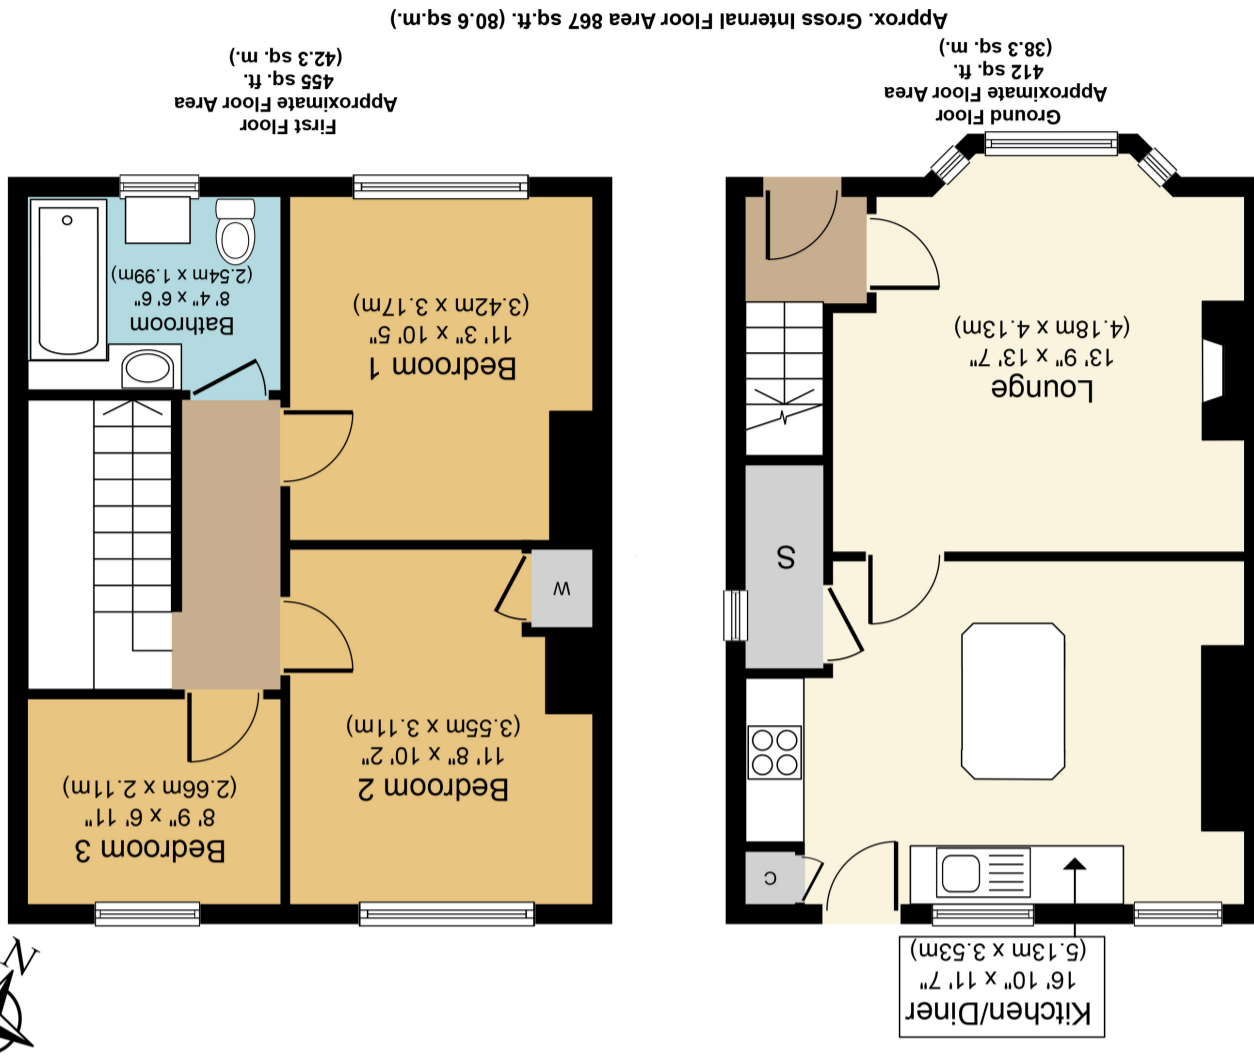 Kitchen/Diner
16' 10" x 11' 7"
(5.13m x 3.53m)
C
S
Lounge
13' 9" x 13' 7"
(4.18m x 4.13m)
Ground Floor
Approximate Floor Area
412 sq. ft.
(38.3 sq. m.)
N
Bedroom 3
8' 9" x 6' 11"
(2.66m x 2.11m)
Bedroom 2
11' 8" x 10' 2"
(3.55m x 3.11m)
W
Bedroom 1
11' 3" x 10' 5"
(3.42m x 3.17m)
Bathroom
8' 4" x 6' 6"
(2.54m x 1.99m)
First Floor
Approximate Floor Area
455 sq. ft.
(42.3 sq. m.)
Approx. Gross Internal Floor Area 867 sq.ft. (80.6 sq.m.)